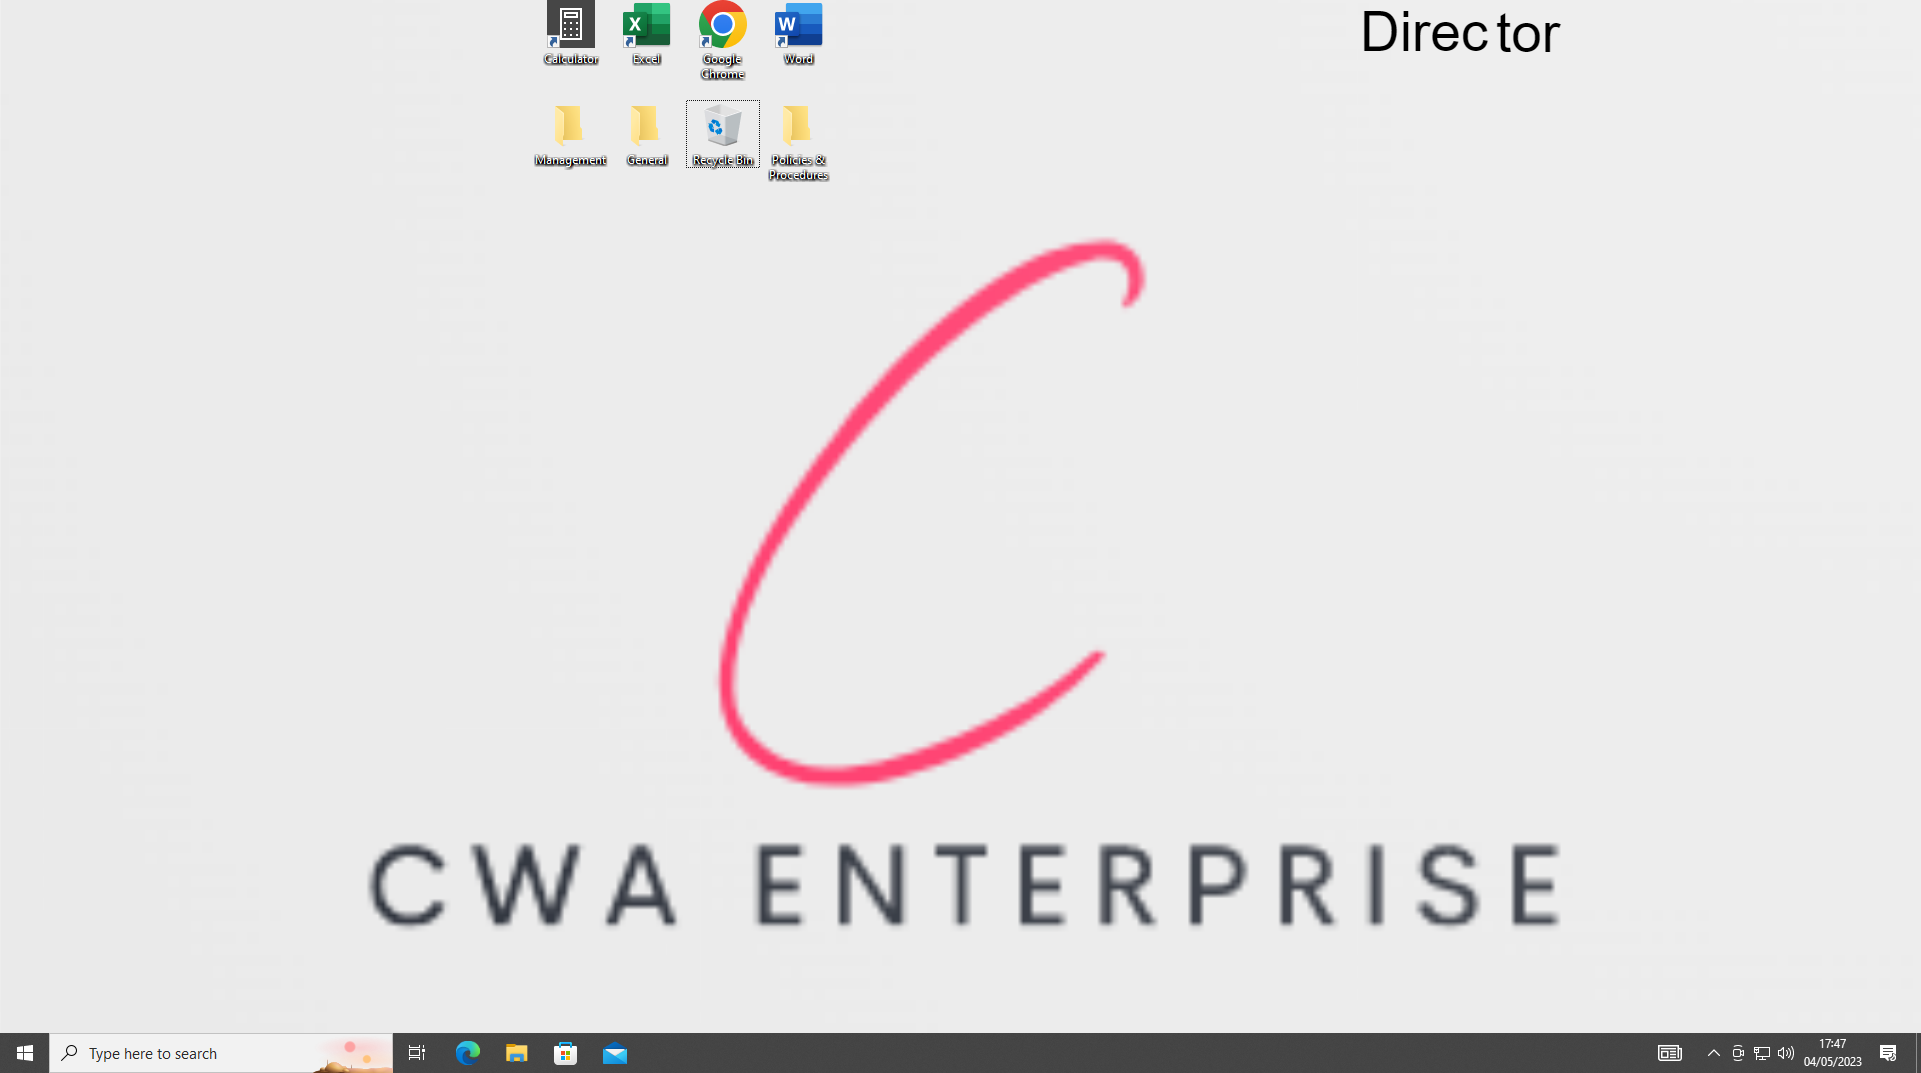 Director
Calculator
Excel
Google
Chrome
Word
Management
General
Recycle Bin
Policies &
Procedures
CWA ENTERPRISE
Type here to search
17:47
04/05/2023